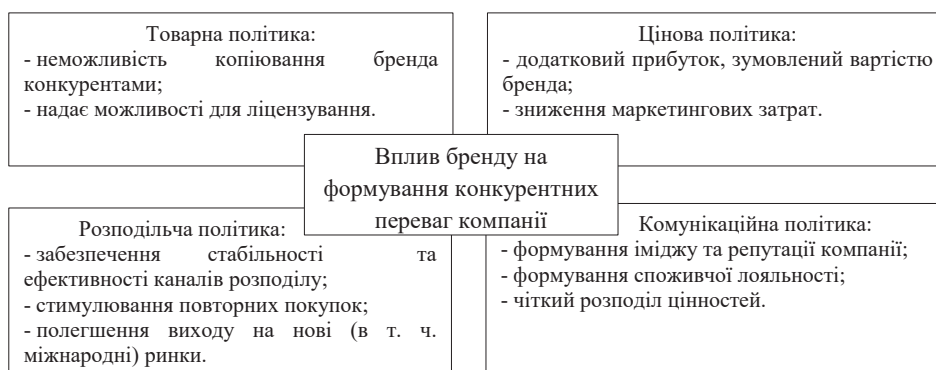 Товарна політика:
- неможливість копіювання бренда
конкурентами;
- надає можливості для ліцензування.
Цінова політика:
- додатковий прибуток, зумовлений вартістю
бренда;
- зниження маркетингових затрат.
Вплив бренду на
формування конкурентних
переваг компанії
Розподільча політика:
- забезпечення стабільності та
ефективності каналів розподілу;
- стимулювання повторних покупок;
- полегшення виходу на нові (в т. ч.
міжнародні) ринки.
Комунікаційна політика:
- формування іміджу та репутації компанії;
- формування споживчої лояльності;
- чіткий розподіл цінностей.